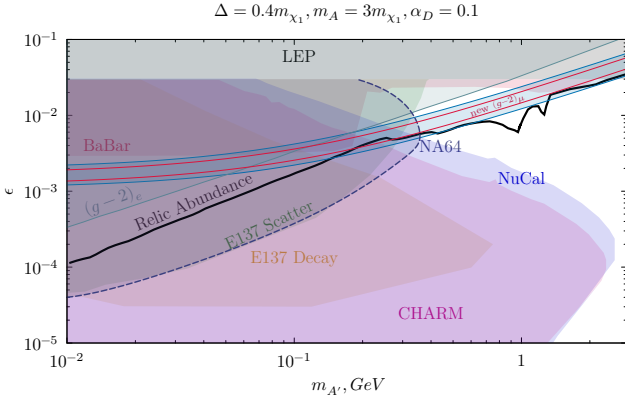 Δ = 0.4m_{χ_1}, m_A = 3m_{χ_1}, α_D = 0.1
10^{-1}
LEP
10^{-2}
new (g-2)_μ
BaBar
NA64
NuCal
ϵ
10^{-3}
(g − 2)_e
Relic Abundance
E137 Scatter
E137 Decay
10^{-4}
CHARM
10^{-5}
10^{-2}
10^{-1}
1
m_{A'}, GeV